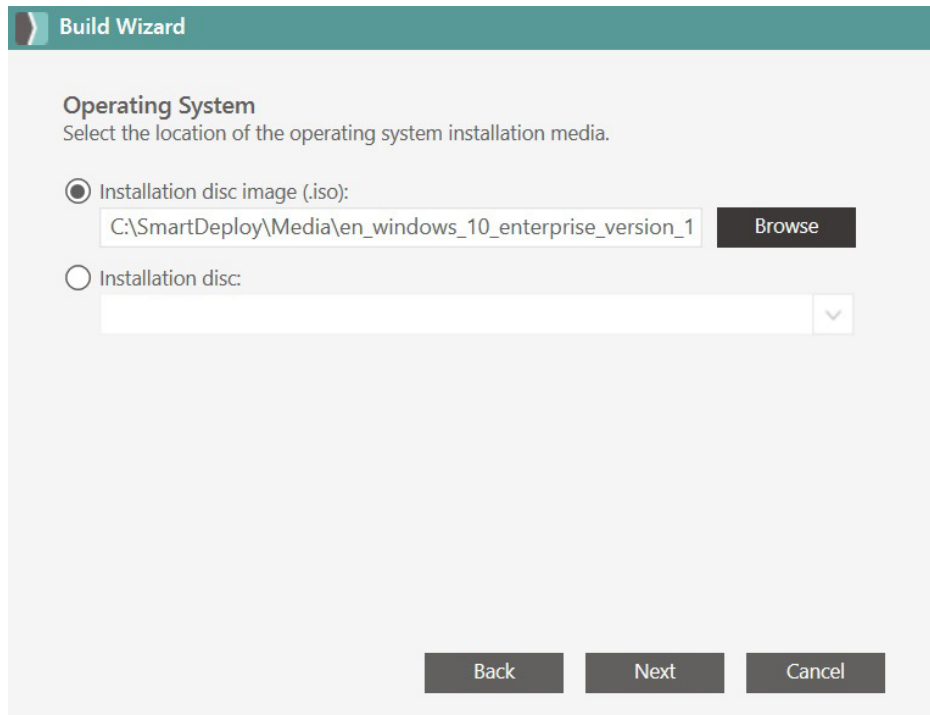 Build Wizard
Operating System
Select the location of the operating system installation media.
Installation disc image (.iso):
C:\SmartDeploy\Media\en_windows_10_enterprise_version_1
Browse
Installation disc:
Back
Next
Cancel